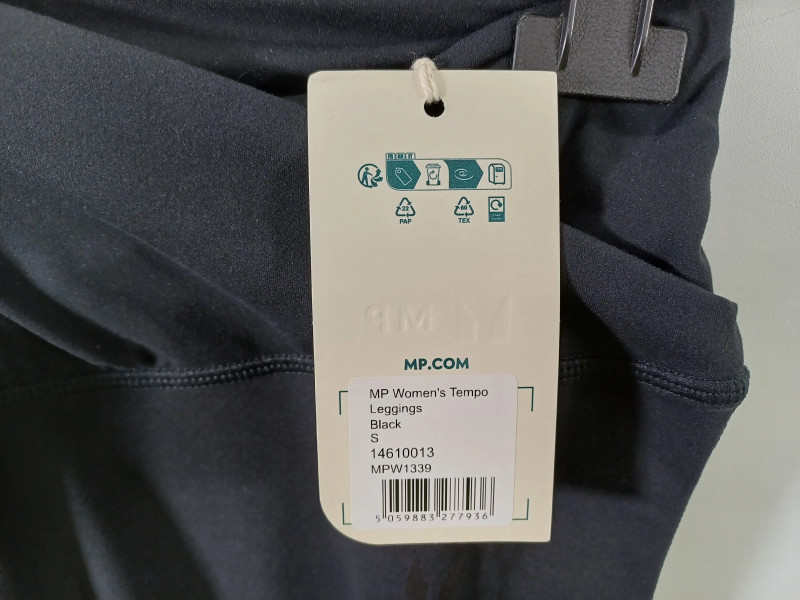 22
PAP
60
TEX
MP
MP.COM
MP Women's Tempo
Leggings
Black
S
14610013
MPW1339
5 059883 277936